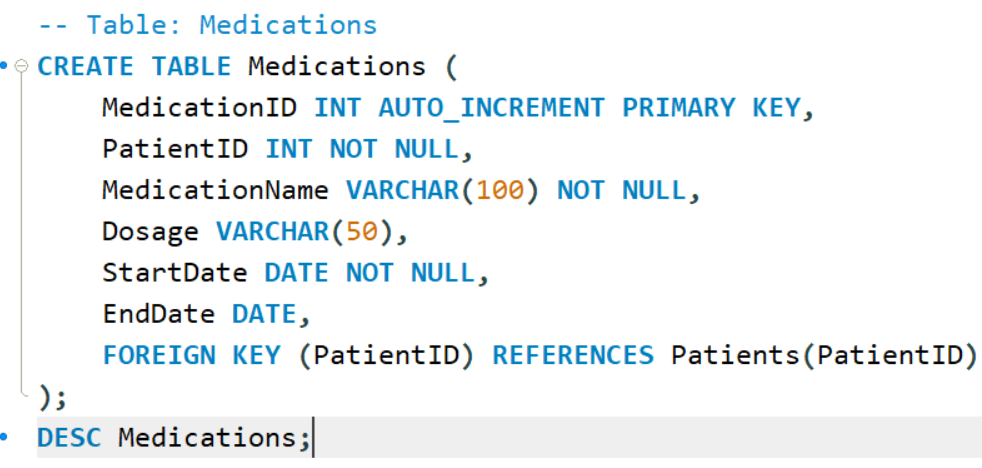 -- Table: Medications
CREATE TABLE Medications (
MedicationID INT AUTO_INCREMENT PRIMARY KEY,
PatientID INT NOT NULL,
MedicationName VARCHAR(100) NOT NULL,
Dosage VARCHAR(50),
StartDate DATE NOT NULL,
EndDate DATE,
FOREIGN KEY (PatientID) REFERENCES Patients(PatientID)
);
DESC Medications;